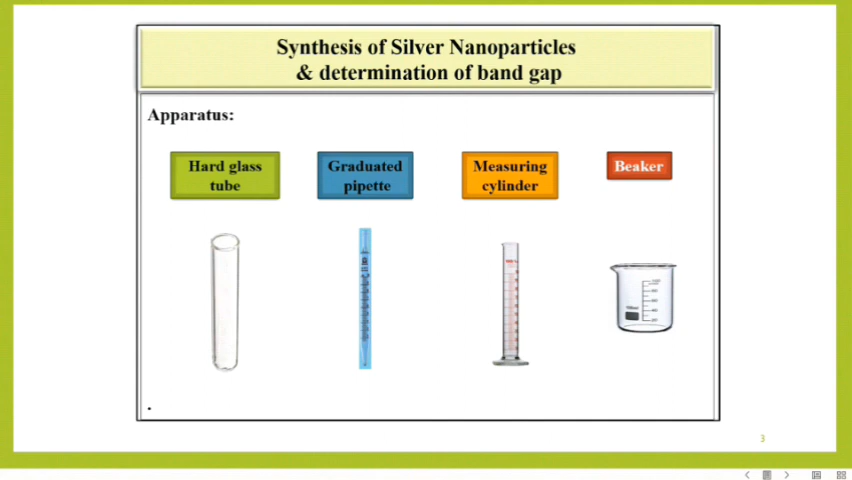 Synthesis of Silver Nanoparticles
& determination of band gap
Apparatus:
Hard glass
tube
Graduated
pipette
Measuring
cylinder
Beaker
.
3